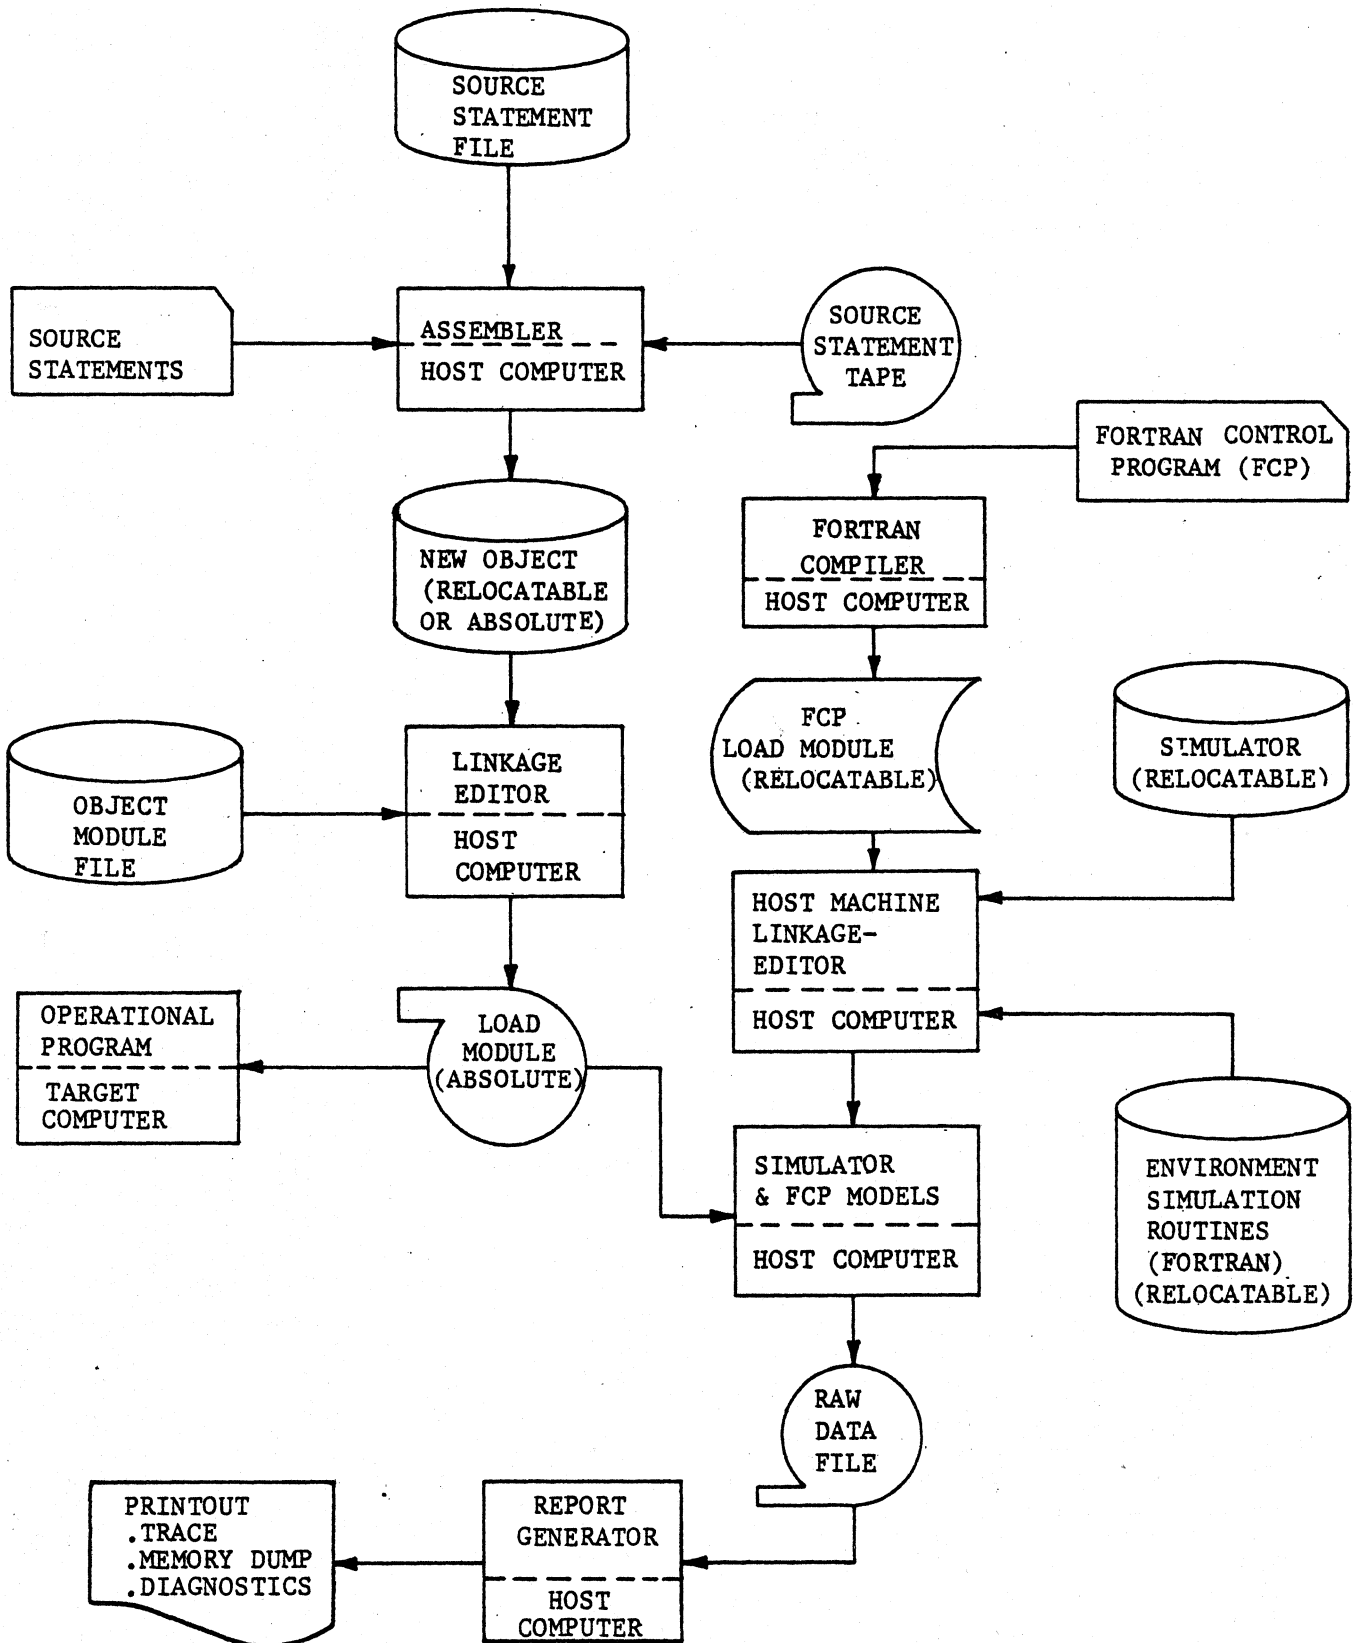 SOURCE
STATEMENT
FILE
SOURCE
STATEMENTS
ASSEMBLER
HOST COMPUTER
SOURCE
STATEMENT
TAPE
FORTRAN CONTROL
PROGRAM (FCP)
NEW OBJECT
(RELOCATABLE
OR ABSOLUTE)
FORTRAN
COMPILER
HOST COMPUTER
OBJECT
MODULE
FILE
LINKAGE
EDITOR
HOST
COMPUTER
FCP
LOAD MODULE
(RELOCATABLE)
SIMULATOR
(RELOCATABLE)
HOST MACHINE
LINKAGE-
EDITOR
HOST COMPUTER
OPERATIONAL
PROGRAM
TARGET
COMPUTER
LOAD
MODULE
(ABSOLUTE)
SIMULATOR
& FCP MODELS
HOST COMPUTER
ENVIRONMENT
SIMULATION
ROUTINES
(FORTRAN)
(RELOCATABLE)
RAW
DATA
FILE
PRINTOUT
.TRACE
.MEMORY DUMP
.DIAGNOSTICS
REPORT
GENERATOR
HOST
COMPUTER